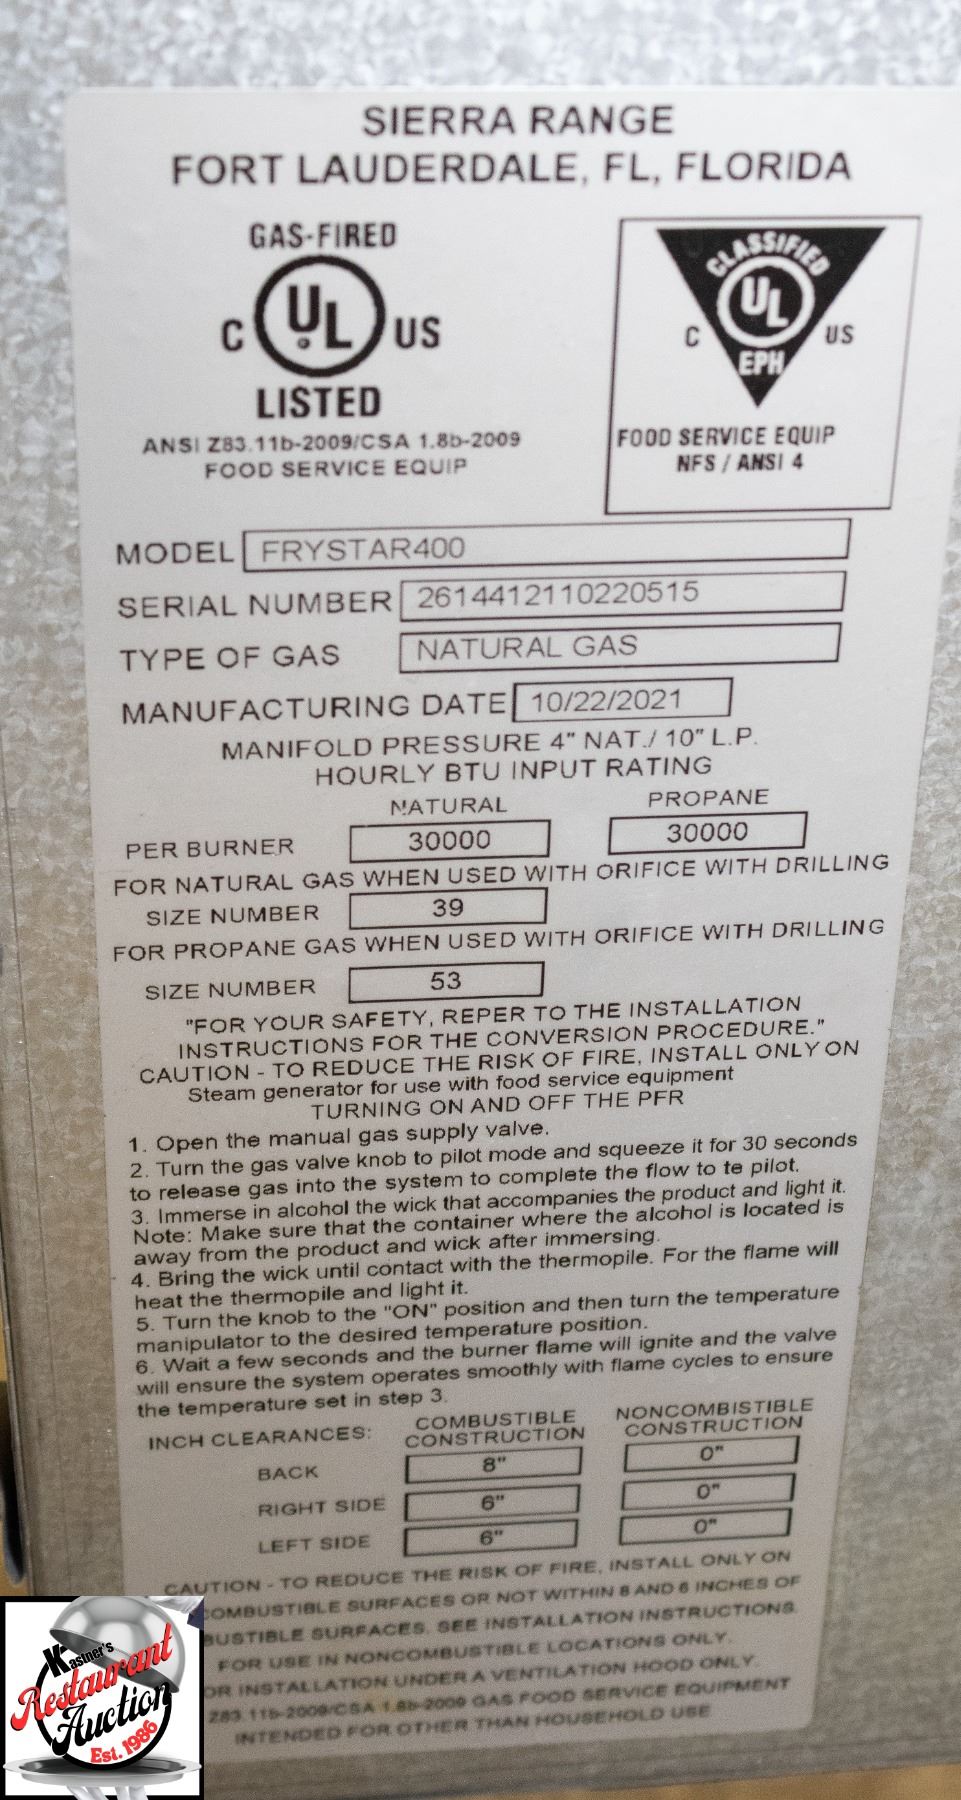 SIERRA RANGE
FORT LAUDERDALE, FL, FLORIDA
GAS-FIRED
C UL US
LISTED
ANSI Z83.11b-2009/CSA 1.8b-2009
FOOD SERVICE EQUIP
CLASSIFIED
C UL US
EPH
FOOD SERVICE EQUIP
NFS / ANSI 4
MODEL FRYSTAR400
SERIAL NUMBER 2614412110220515
TYPE OF GAS NATURAL GAS
MANUFACTURING DATE 10/22/2021
MANIFOLD PRESSURE 4" NAT./ 10" L.P.
HOURLY BTU INPUT RATING
NATURAL PROPANE
PER BURNER 30000 30000
FOR NATURAL GAS WHEN USED WITH ORIFICE WITH DRILLING
SIZE NUMBER 39
FOR PROPANE GAS WHEN USED WITH ORIFICE WITH DRILLING
SIZE NUMBER 53
"FOR YOUR SAFETY, REPER TO THE INSTALLATION
INSTRUCTIONS FOR THE CONVERSION PROCEDURE."
CAUTION - TO REDUCE THE RISK OF FIRE, INSTALL ONLY ON
Steam generator for use with food service equipment
TURNING ON AND OFF THE PFR
1. Open the manual gas supply valve.
2. Turn the gas valve knob to pilot mode and squeeze it for 30 seconds
to release gas into the system to complete the flow to te pilot.
3. Immerse in alcohol the wick that accompanies the product and light it.
Note: Make sure that the container where the alcohol is located is
away from the product and wick after immersing.
4. Bring the wick until contact with the thermopile. For the flame will
heat the thermopile and light it.
5. Turn the knob to the "ON" position and then turn the temperature
manipulator to the desired temperature position.
6. Wait a few seconds and the burner flame will ignite and the valve
will ensure the system operates smoothly with flame cycles to ensure
the temperature set in step 3.
INCH CLEARANCES: COMBUSTIBLE CONSTRUCTION NONCOMBISTIBLE CONSTRUCTION
BACK 8" 0"
RIGHT SIDE 6" 0"
LEFT SIDE 6" 0"
CAUTION - TO REDUCE THE RISK OF FIRE, INSTALL ONLY ON
COMBUSTIBLE SURFACES OR NOT WITHIN 8 AND 6 INCHES OF
BUSTIBLE SURFACES. SEE INSTALLATION INSTRUCTIONS.
FOR USE IN NONCOMBUSTIBLE LOCATIONS ONLY.
OR INSTALLATION UNDER A VENTILATION HOOD ONLY.
Z83.11b-2009/CSA 1.8b-2009 GAS FOOD SERVICE EQUIPMENT
INTENDED FOR OTHER THAN HOUSEHOLD USE
Kastner's
Restaurant
Auction
Est. 1986